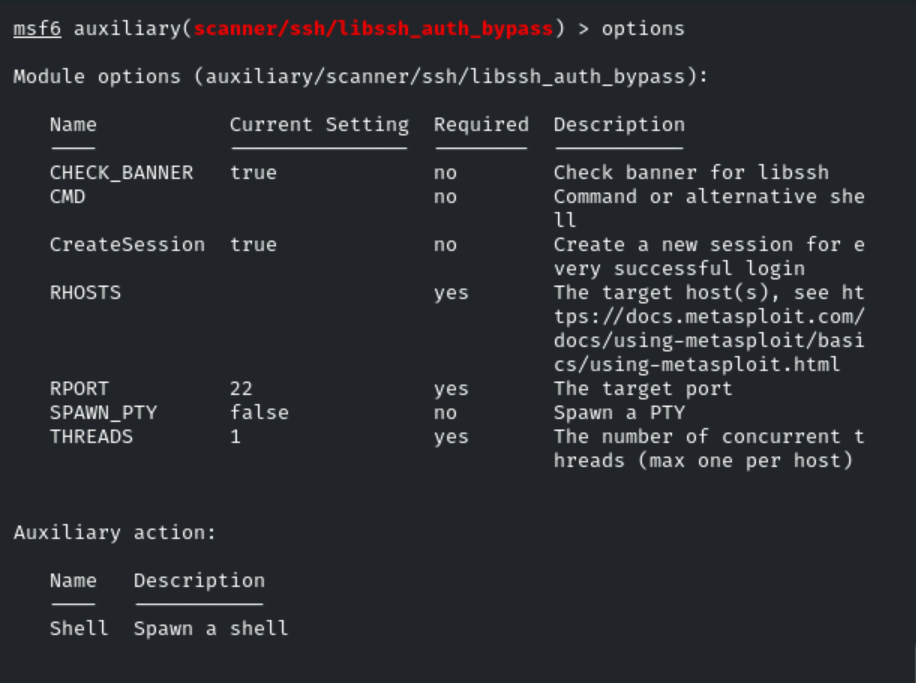 msf6 auxiliary(scanner/ssh/libssh_auth_bypass) > options
Module options (auxiliary/scanner/ssh/libssh_auth_bypass):
Name Current Setting Required Description
CHECK_BANNER true no Check banner for libssh
CMD no Command or alternative she
ll
CreateSession true no Create a new session for e
very successful login
RHOSTS yes The target host(s), see ht
tps://docs.metasploit.com/
docs/using-metasploit/basi
cs/using-metasploit.html
RPORT 22 yes The target port
SPAWN_PTY false no Spawn a PTY
THREADS 1 yes The number of concurrent t
hreads (max one per host)
Auxiliary action:
Name Description
Shell Spawn a shell